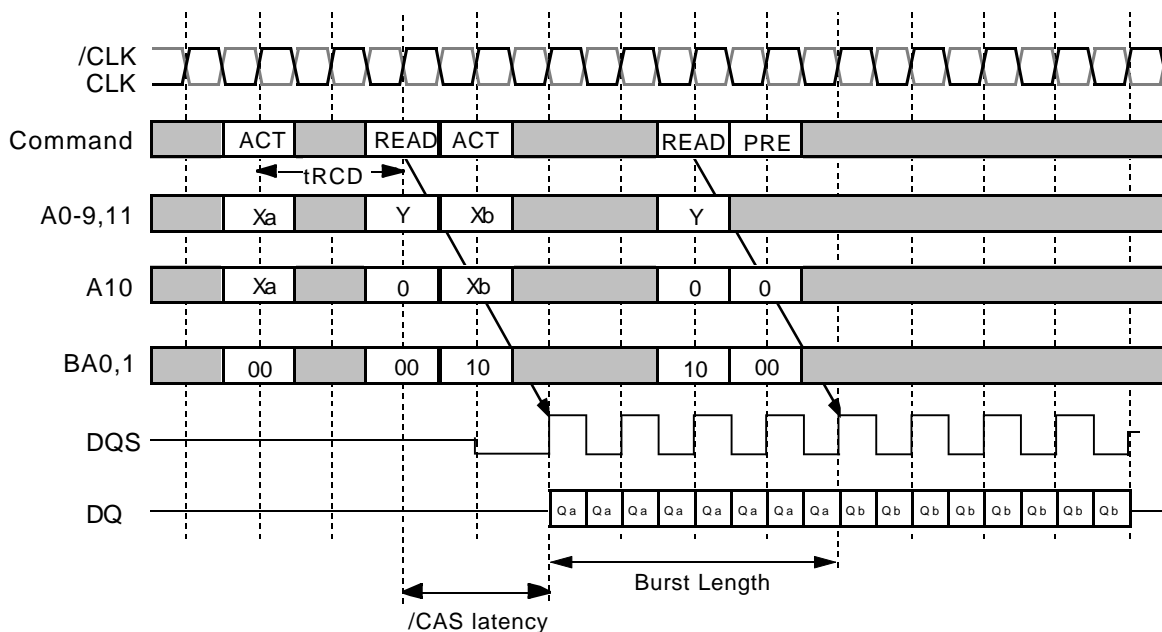 /CLK
CLK
Command ACT READ ACT READ PRE
tRCD
A0-9,11 Xa Y Xb Y
A10 Xa 0 Xb 0 0
BA0,1 00 00 10 10 00
DQS
DQ Qa Qa Qa Qa Qa Qa Qa Qa Qb Qb Qb Qb Qb Qb Qb Qb
Burst Length
/CAS latency